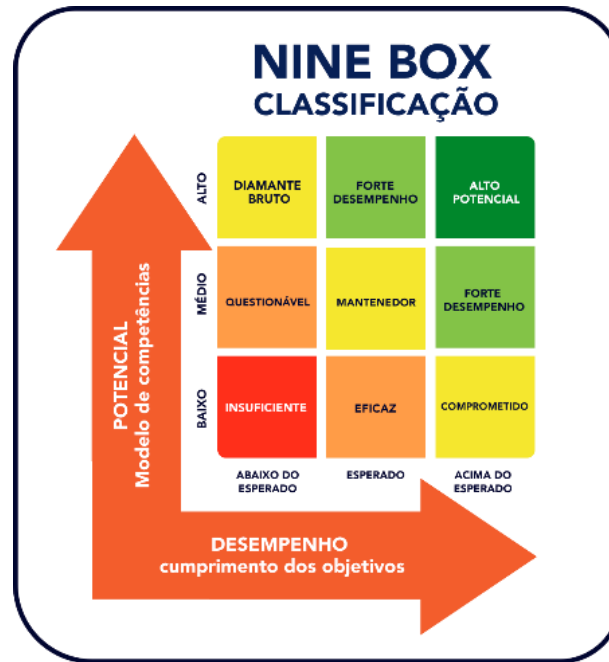 NINE BOX
CLASSIFICAÇÃO
ALTO
DIAMANTE
BRUTO
FORTE
DESEMPENHO
ALTO
POTENCIAL
MÉDIO
QUESTIONÁVEL
MANTENEDOR
FORTE
DESEMPENHO
BAIXO
INSUFICIENTE
EFICAZ
COMPROMETIDO
ABAIXO DO
ESPERADO
ESPERADO
ACIMA DO
ESPERADO
POTENCIAL
Modelo de competências
DESEMPENHO
cumprimento dos objetivos